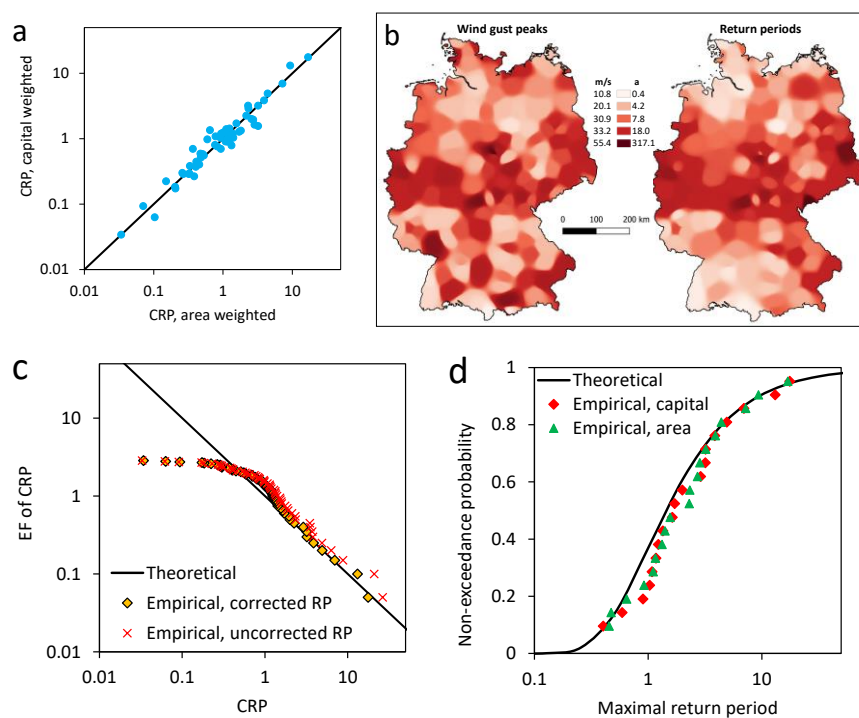 a
10
1
0.1
0.01
CRP, capital weighted
0.01 0.1 1 10
CRP, area weighted
b
Wind gust peaks
Return periods
m/s a
10.8 0.4
20.1 4.2
30.9 7.8
33.2 18.0
55.4 317.1
0 100 200 km
c
10
1
0.1
0.01
EF of CRP
Theoretical
Empirical, corrected RP
Empirical, uncorrected RP
0.01 0.1 1 10
CRP
d
1
0.8
0.6
0.4
0.2
0
Non-exceedance probability
Theoretical
Empirical, capital
Empirical, area
0.1 1 10
Maximal return period